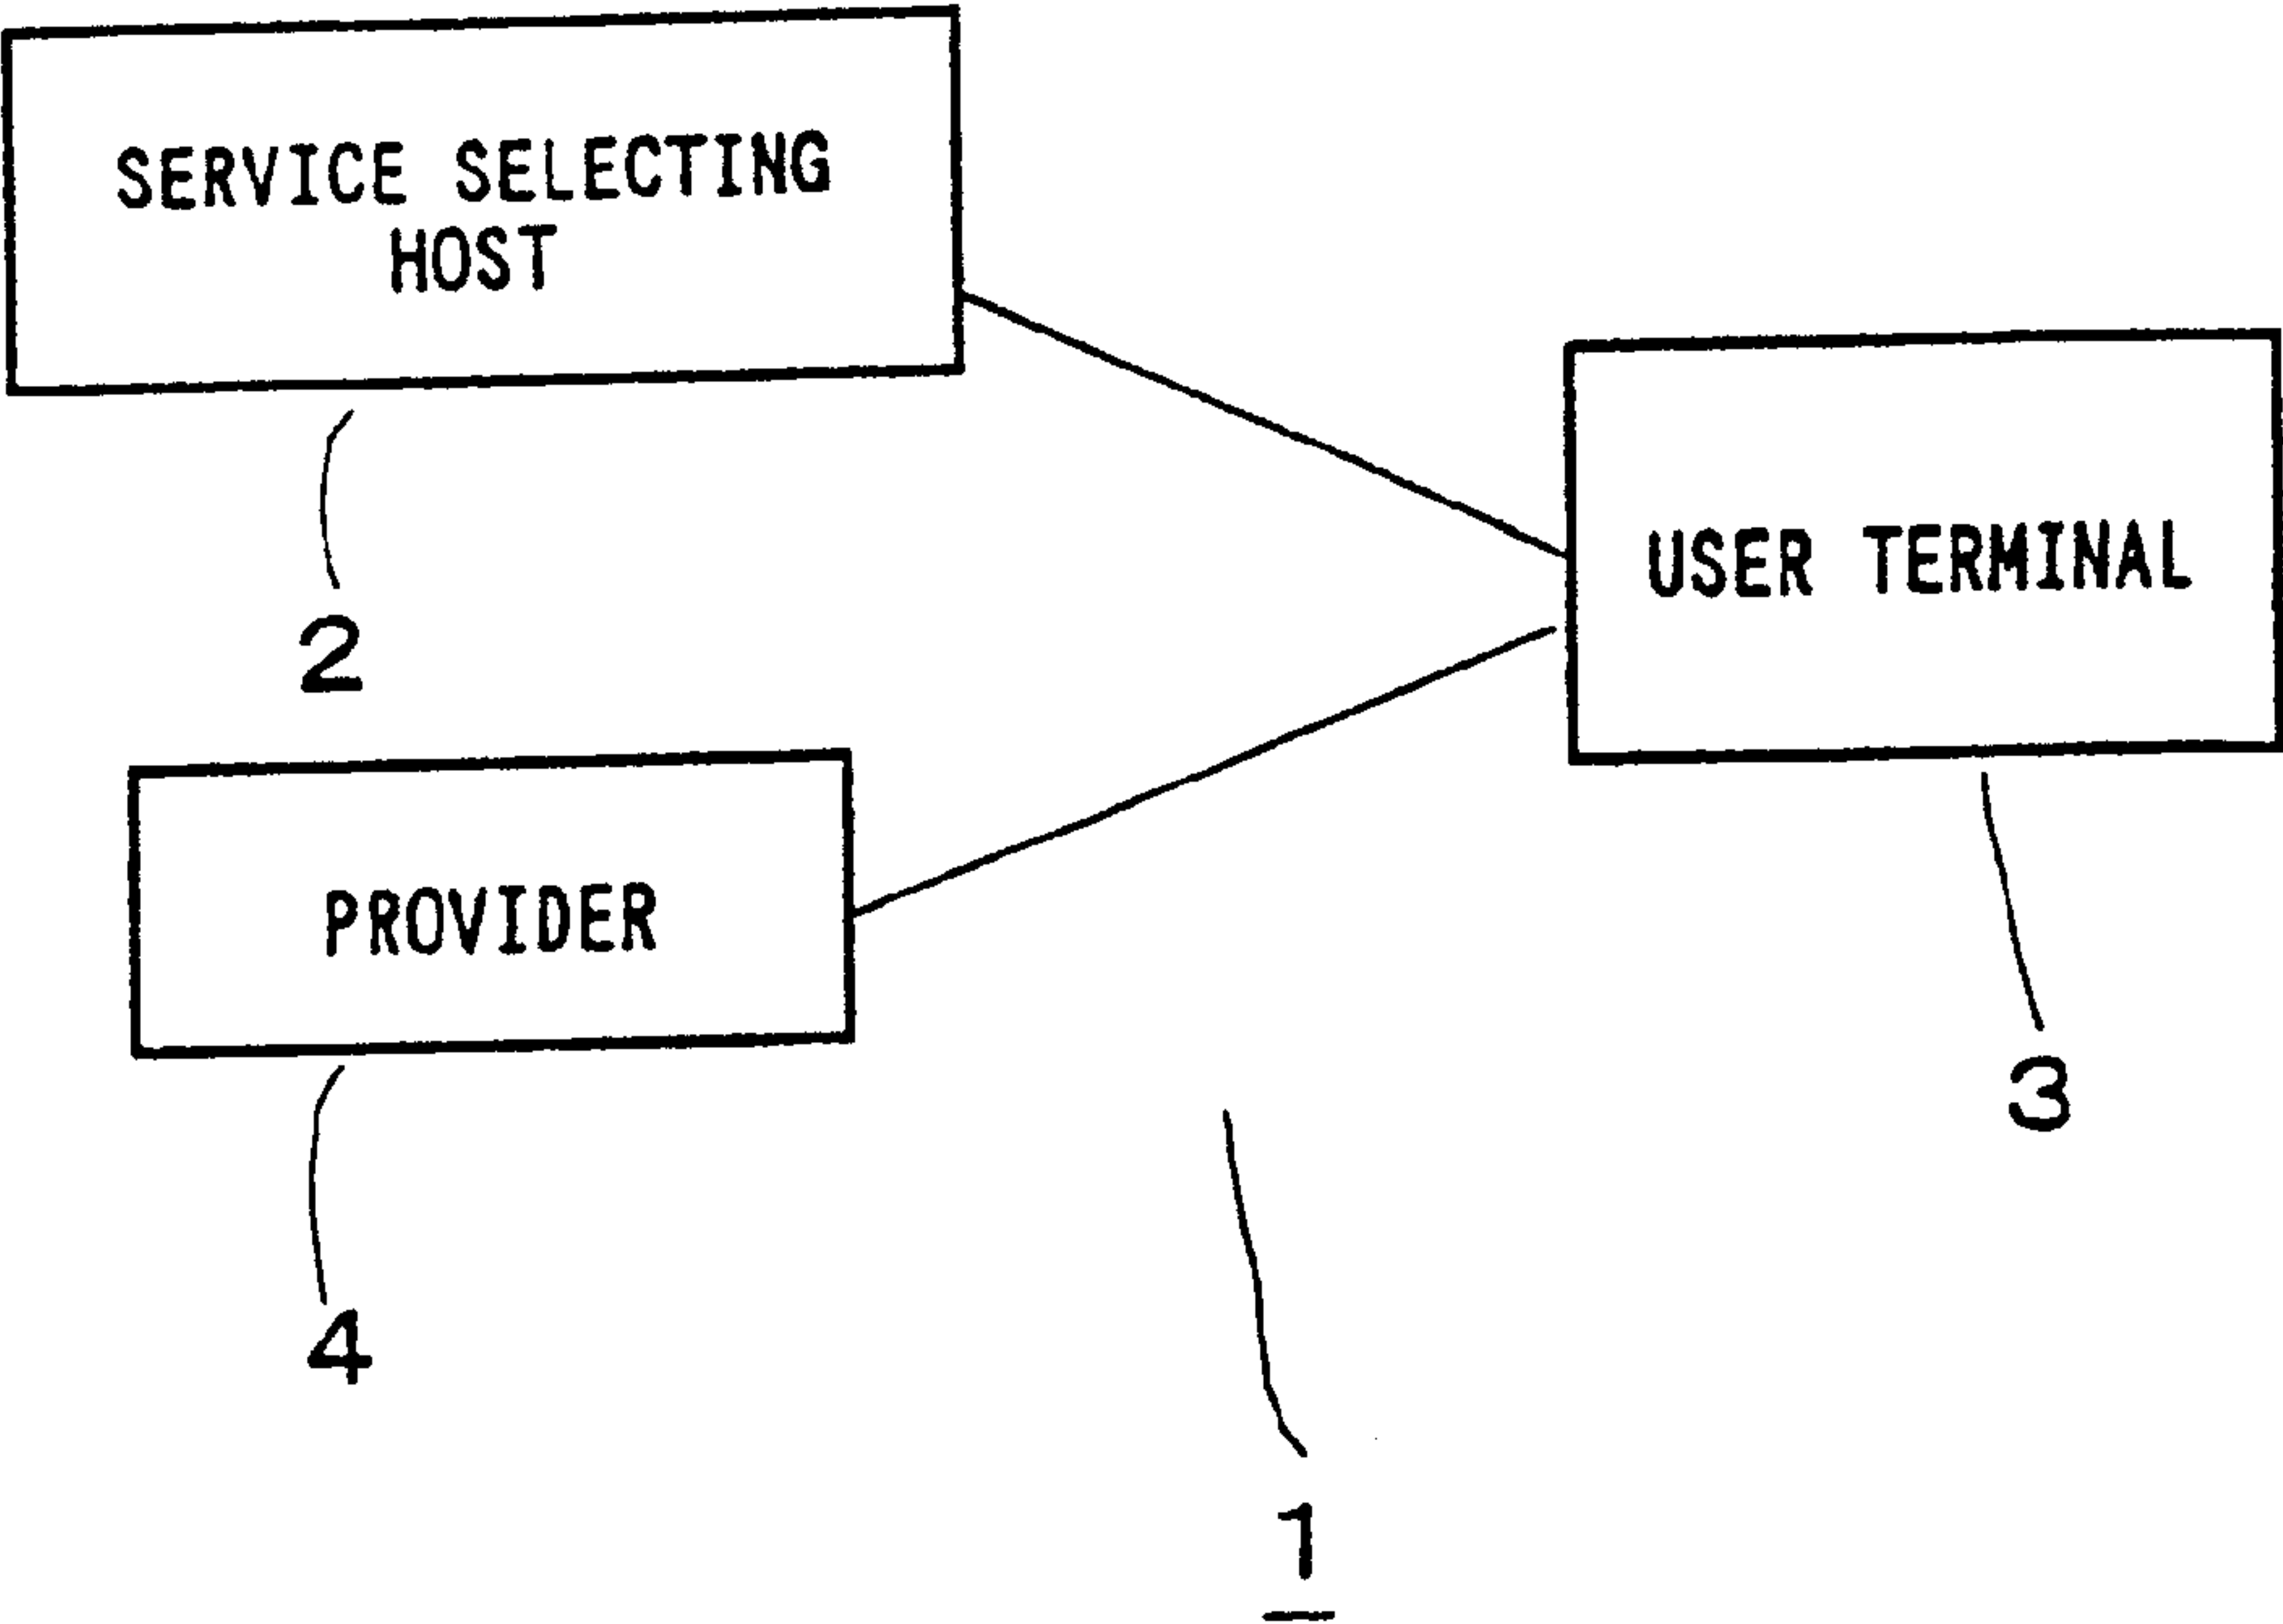 SERVICE SELECTING
HOST
2
USER TERMINAL
3
PROVIDER
4
1